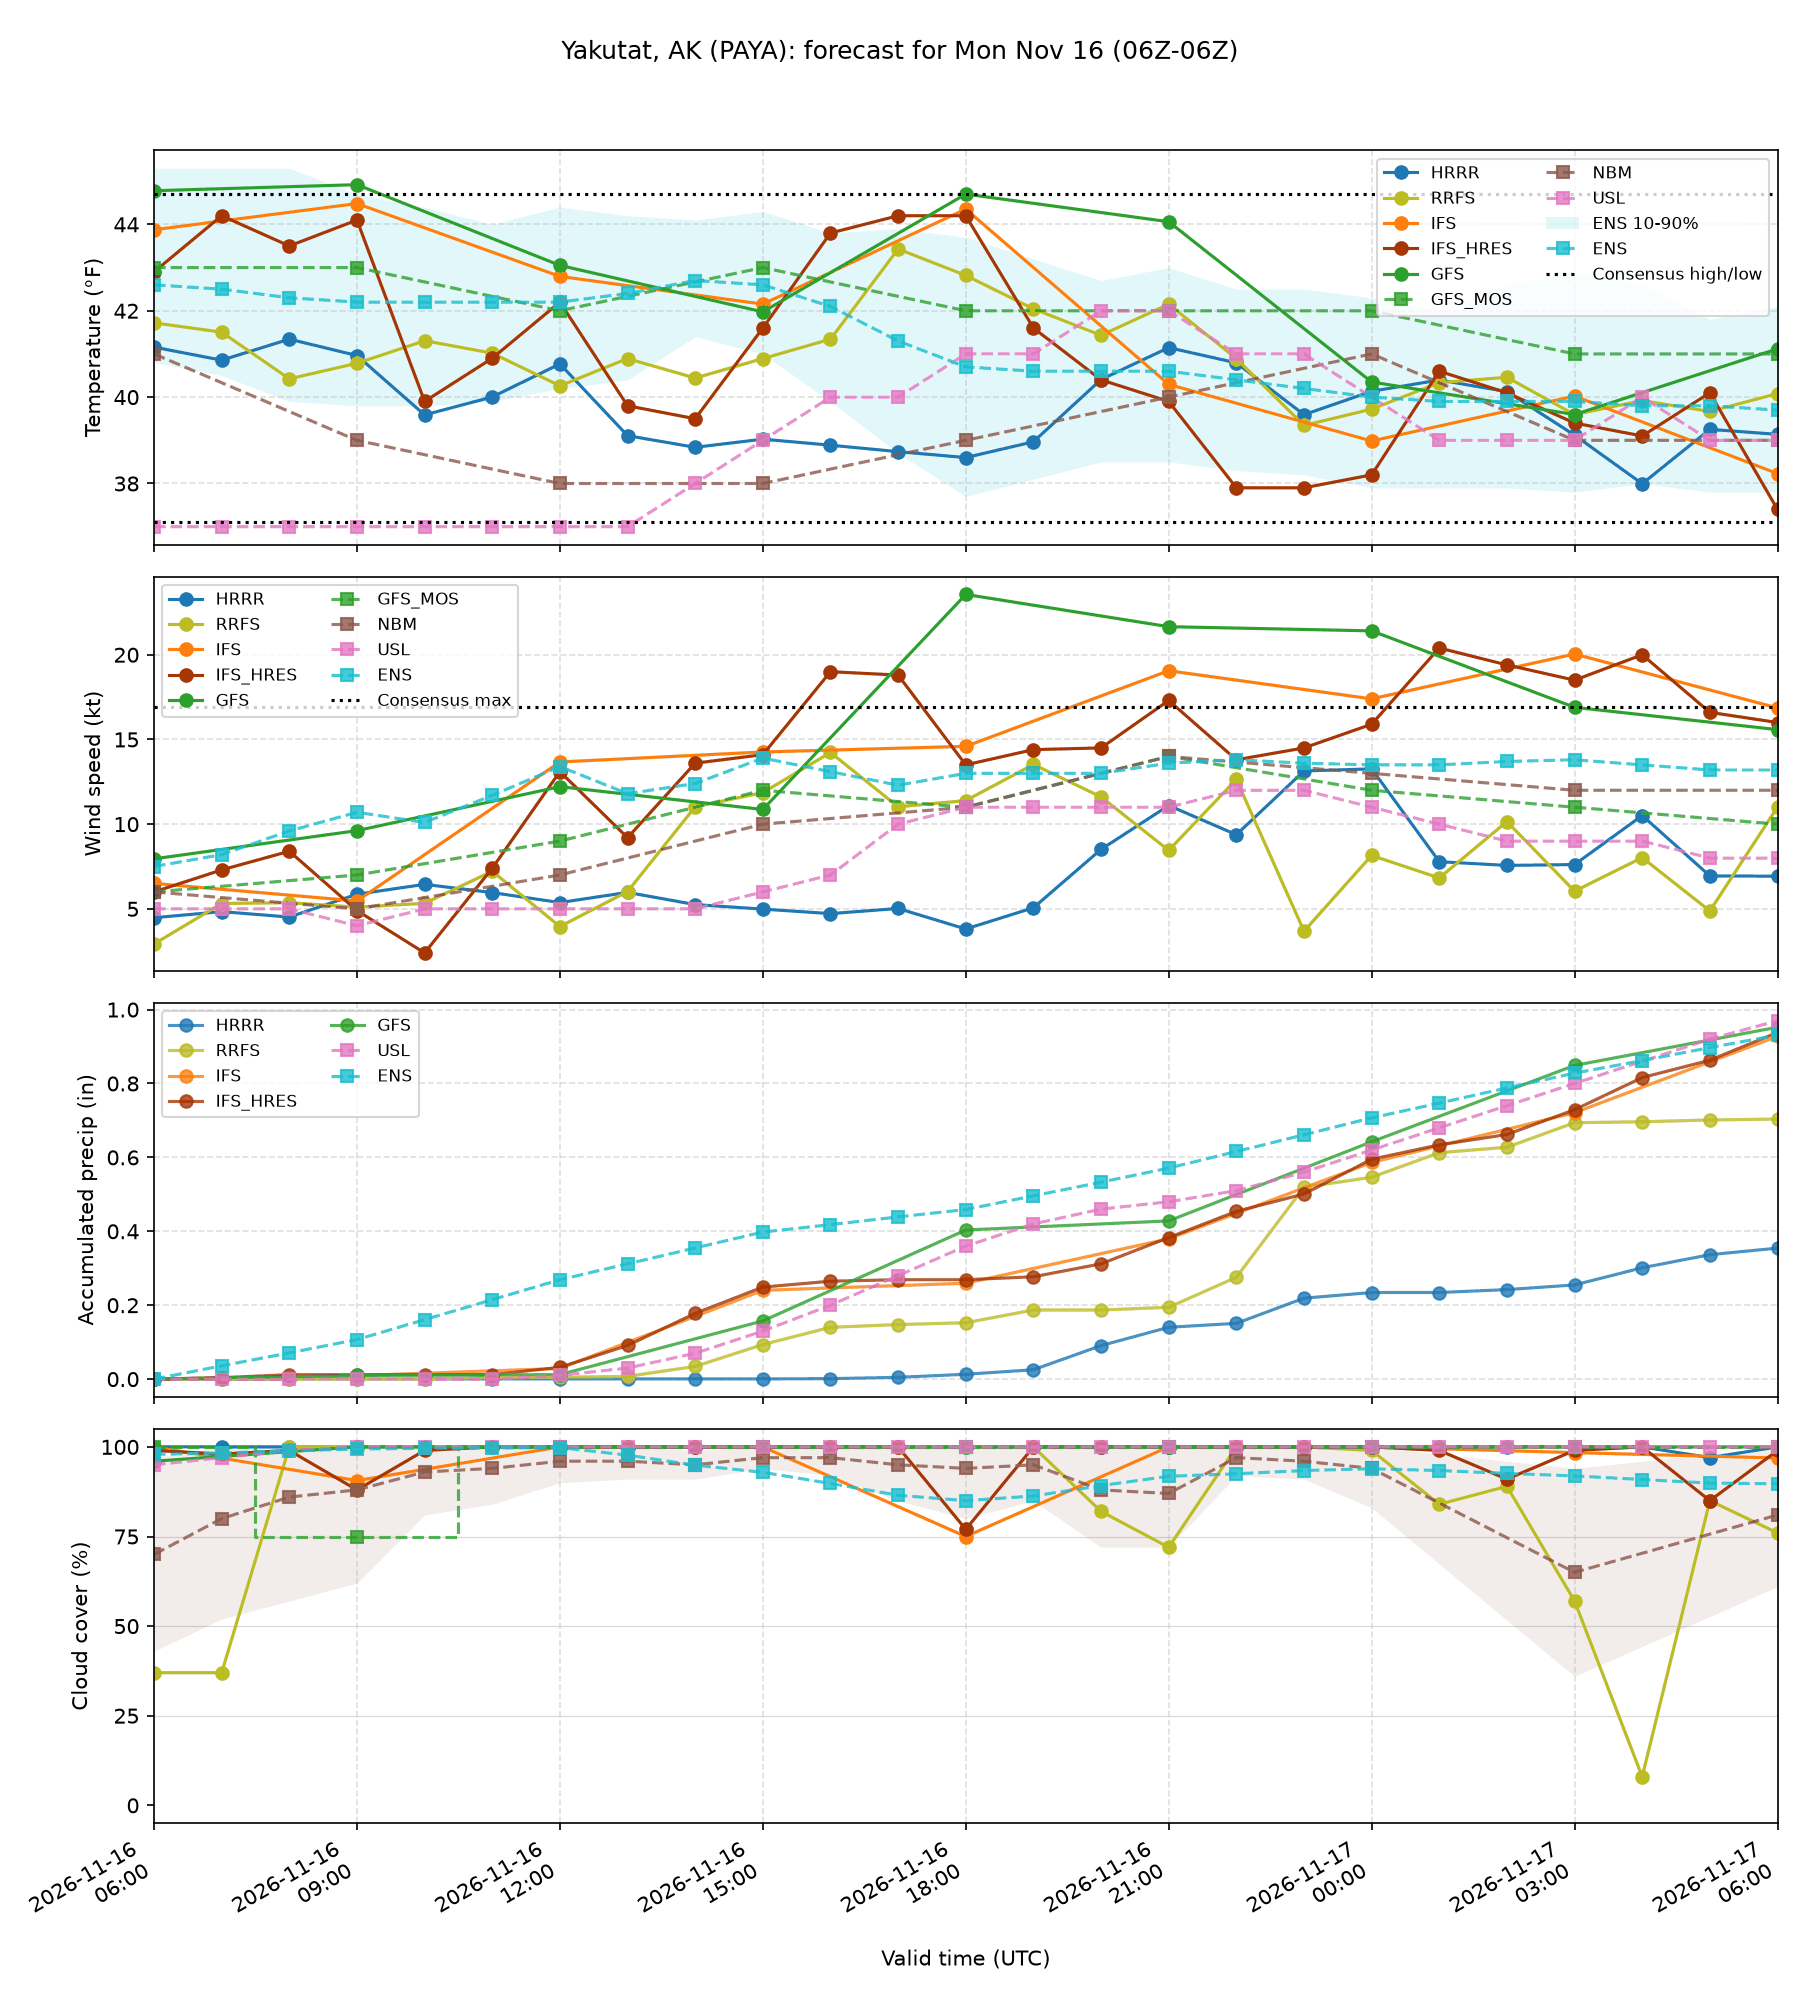 Yakutat, AK (PAYA): forecast for Mon Nov 16 (06Z-06Z)
Temperature (°F)
44
42
40
38
HRRR
RRFS
IFS
IFS_HRES
GFS
GFS_MOS
NBM
USL
ENS 10-90%
ENS
Consensus high/low
Wind speed (kt)
20
15
10
5
HRRR
RRFS
IFS
IFS_HRES
GFS
GFS_MOS
NBM
USL
ENS
Consensus max
Accumulated precip (in)
1.0
0.8
0.6
0.4
0.2
0.0
HRRR
RRFS
IFS
IFS_HRES
GFS
USL
ENS
Cloud cover (%)
100
75
50
25
0
2026-11-16
06:00
2026-11-16
09:00
2026-11-16
12:00
2026-11-16
15:00
2026-11-16
18:00
2026-11-16
21:00
2026-11-17
00:00
2026-11-17
03:00
2026-11-17
06:00
Valid time (UTC)